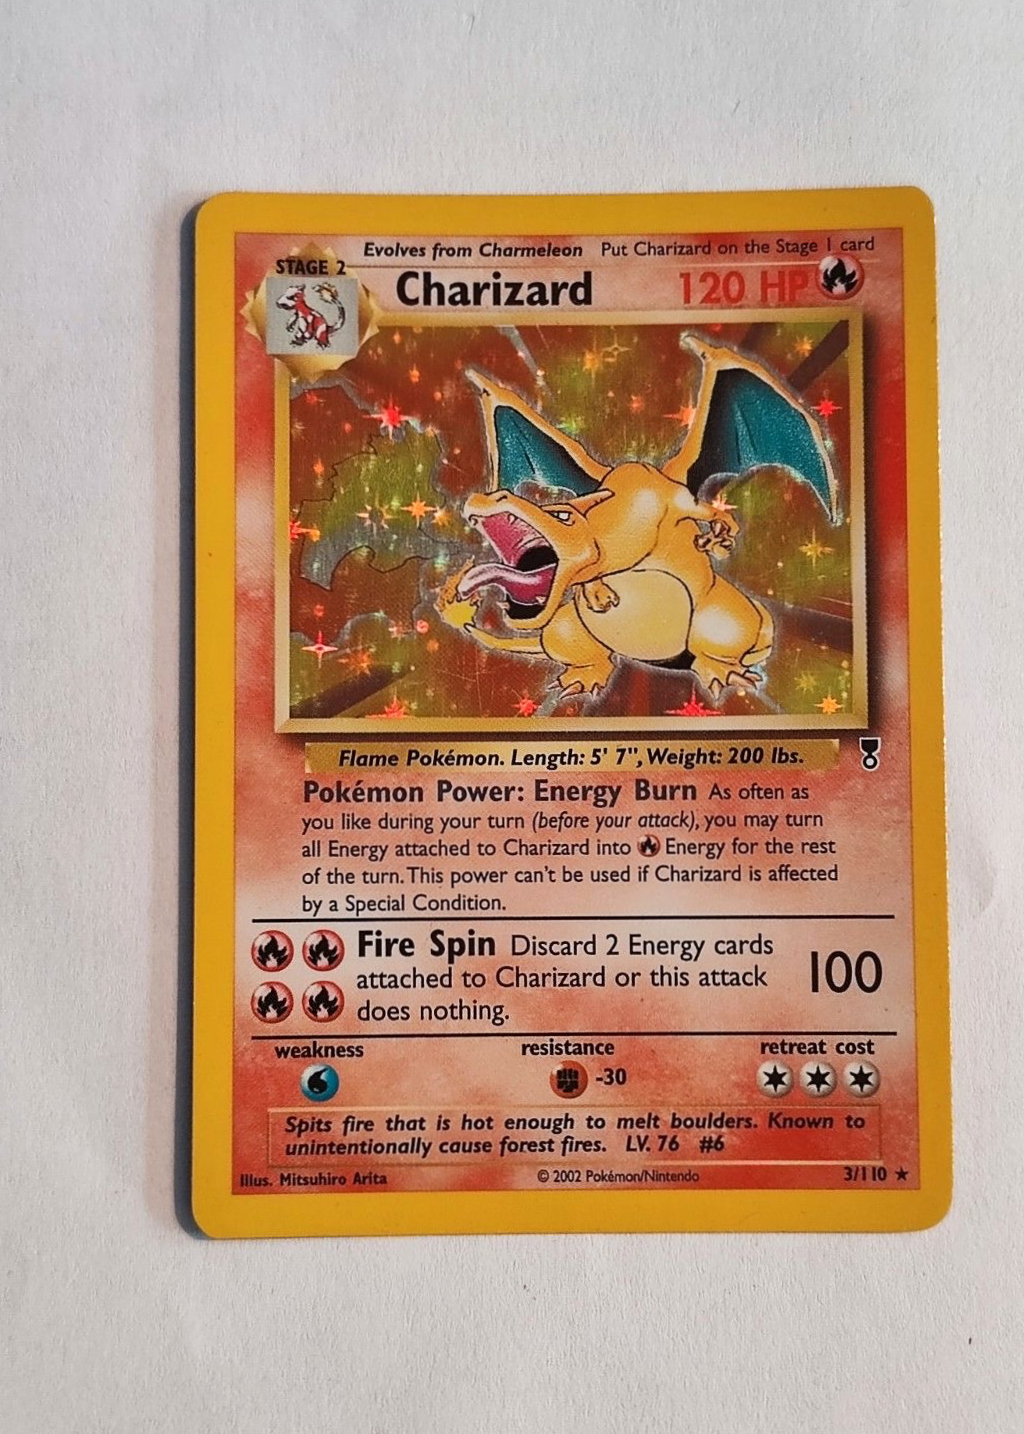 Evolves from Charmeleon Put Charizard on the Stage 1 card
STAGE 2
Charizard 120 HP
Flame Pokémon. Length: 5' 7", Weight: 200 lbs.
Pokémon Power: Energy Burn As often as
you like during your turn (before your attack), you may turn
all Energy attached to Charizard into Energy for the rest
of the turn. This power can't be used if Charizard is affected
by a Special Condition.
Fire Spin Discard 2 Energy cards
attached to Charizard or this attack
does nothing.
100
weakness resistance retreat cost
-30
Spits fire that is hot enough to melt boulders. Known to
unintentionally cause forest fires. LV. 76 #6
Illus. Mitsuhiro Arita © 2002 Pokémon/Nintendo 3/110 ★